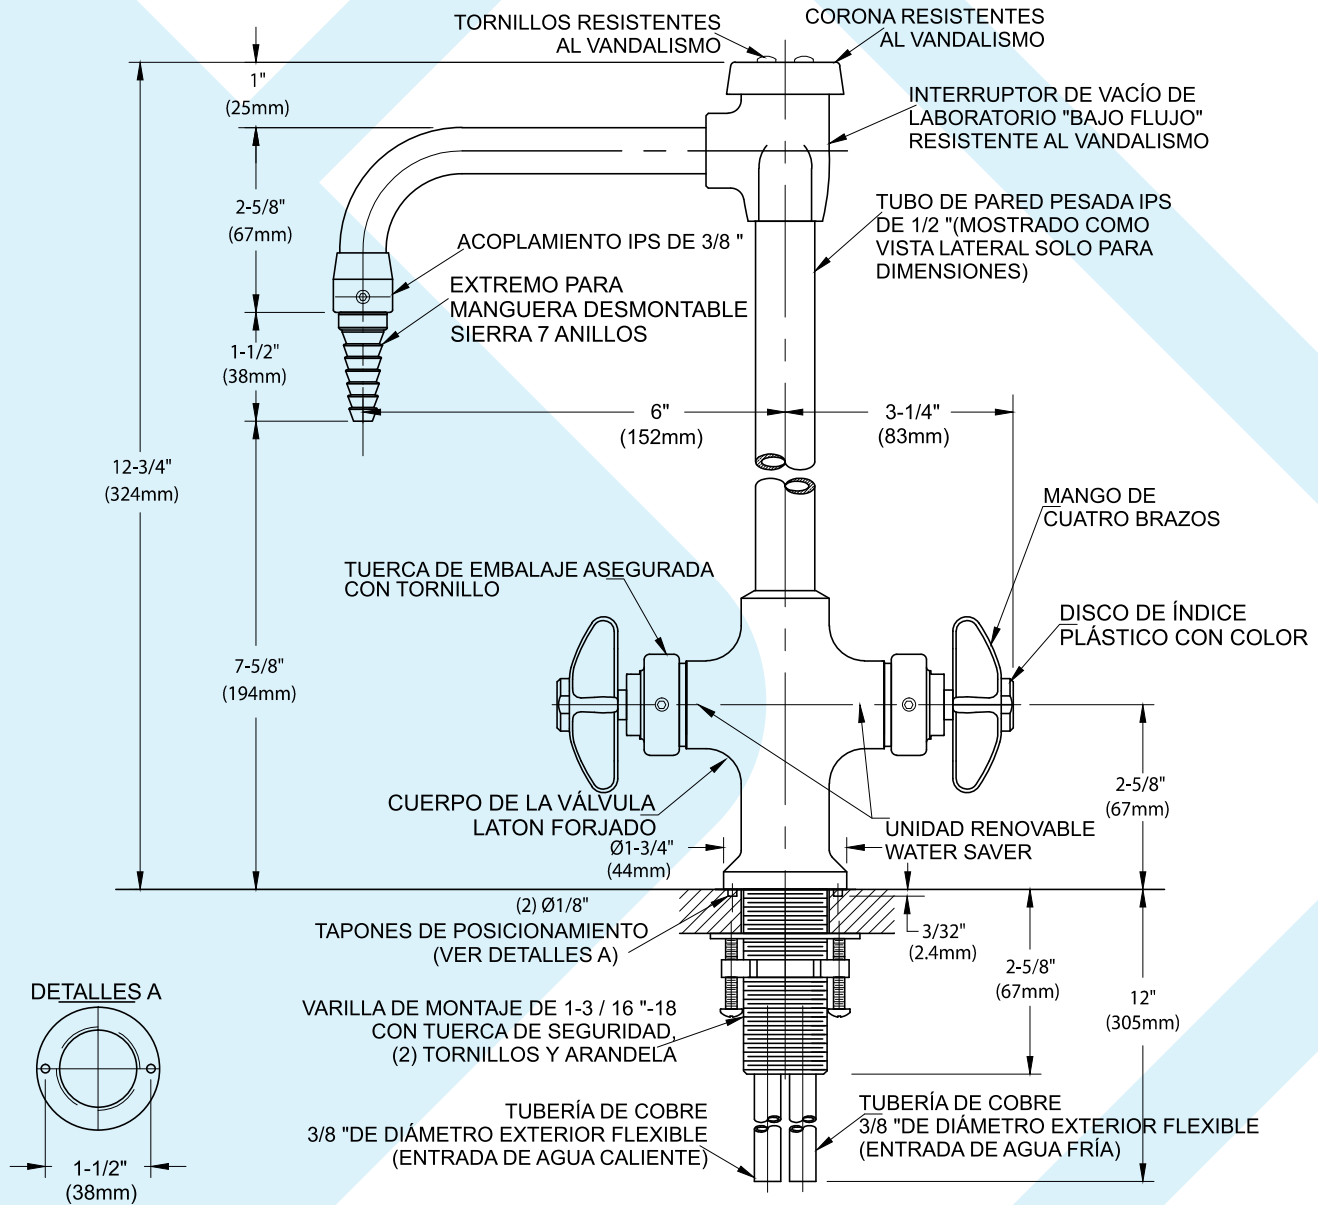 TORNILLOS RESISTENTES
AL VANDALISMO
CORONA RESISTENTES
AL VANDALISMO
1"
(25mm)
INTERRUPTOR DE VACÍO DE
LABORATORIO "BAJO FLUJO"
RESISTENTE AL VANDALISMO
2-5/8"
(67mm)
TUBO DE PARED PESADA IPS
DE 1/2 "(MOSTRADO COMO
VISTA LATERAL SOLO PARA
DIMENSIONES)
ACOPLAMIENTO IPS DE 3/8 "
EXTREMO PARA
MANGUERA DESMONTABLE
SIERRA 7 ANILLOS
1-1/2"
(38mm)
6"
(152mm)
3-1/4"
(83mm)
12-3/4"
(324mm)
MANGO DE
CUATRO BRAZOS
TUERCA DE EMBALAJE ASEGURADA
CON TORNILLO
DISCO DE ÍNDICE
PLÁSTICO CON COLOR
7-5/8"
(194mm)
2-5/8"
(67mm)
CUERPO DE LA VÁLVULA
LATON FORJADO
UNIDAD RENOVABLE
WATER SAVER
Ø1-3/4"
(44mm)
(2) Ø1/8"
TAPONES DE POSICIONAMIENTO
(VER DETALLES A)
3/32"
(2.4mm)
2-5/8"
(67mm)
12"
(305mm)
DETALLES A
VARILLA DE MONTAJE DE 1-3 / 16 "-18
CON TUERCA DE SEGURIDAD,
(2) TORNILLOS Y ARANDELA
TUBERÍA DE COBRE
3/8 "DE DIÁMETRO EXTERIOR FLEXIBLE
(ENTRADA DE AGUA CALIENTE)
TUBERÍA DE COBRE
3/8 "DE DIÁMETRO EXTERIOR FLEXIBLE
(ENTRADA DE AGUA FRÍA)
1-1/2"
(38mm)